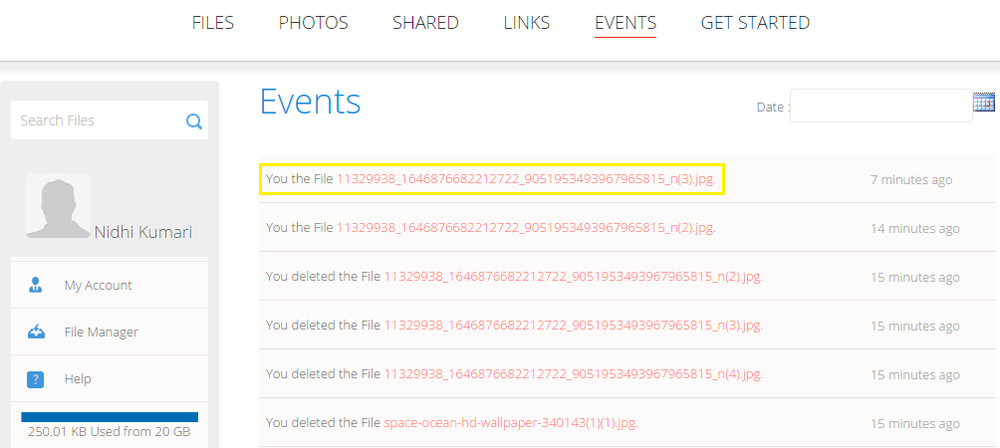 FILES PHOTOS SHARED LINKS EVENTS GET STARTED
Events
Date :
Search Files
Nidhi Kumari
My Account
File Manager
? Help
250.01 KB Used from 20 GB
You the File 11329938_1646876682212722_9051953493967965815_n(3).jpg. 7 minutes ago
You the File 11329938_1646876682212722_9051953493967965815_n(2).jpg. 14 minutes ago
You deleted the File 11329938_1646876682212722_9051953493967965815_n(2).jpg. 15 minutes ago
You deleted the File 11329938_1646876682212722_9051953493967965815_n(3).jpg. 15 minutes ago
You deleted the File 11329938_1646876682212722_9051953493967965815_n(4).jpg. 15 minutes ago
You deleted the File space-ocean-hd-wallpaper-340143(1)(1).jpg. 15 minutes ago